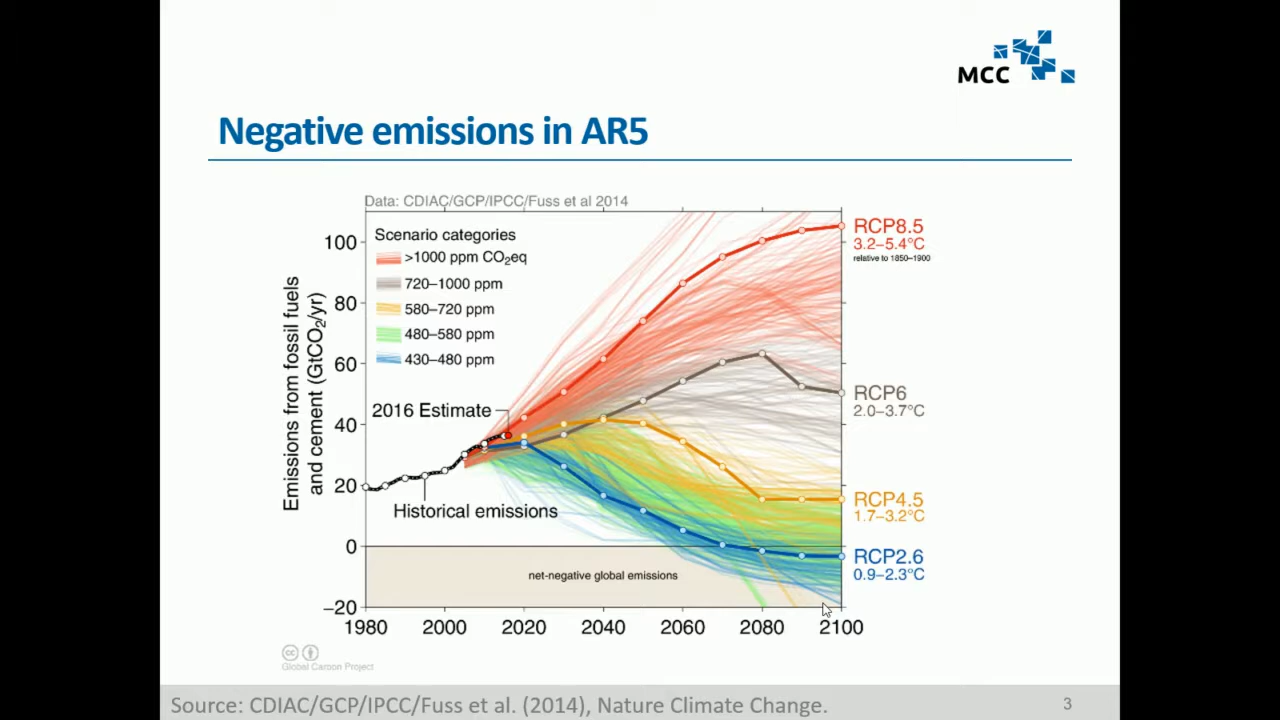 MCC
Negative emissions in AR5
Data: CDIAC/GCP/IPCC/Fuss et al 2014
Emissions from fossil fuels
and cement (GtCO₂/yr)
100
80
60
40
20
0
−20
Scenario categories
>1000 ppm CO₂eq
720–1000 ppm
580–720 ppm
480–580 ppm
430–480 ppm
2016 Estimate
Historical emissions
net-negative global emissions
RCP8.5
3.2–5.4°C
relative to 1850–1900
RCP6
2.0–3.7°C
RCP4.5
1.7–3.2°C
RCP2.6
0.9–2.3°C
1980 2000 2020 2040 2060 2080 2100
cc
Global Carbon Project
Source: CDIAC/GCP/IPCC/Fuss et al. (2014), Nature Climate Change.
3